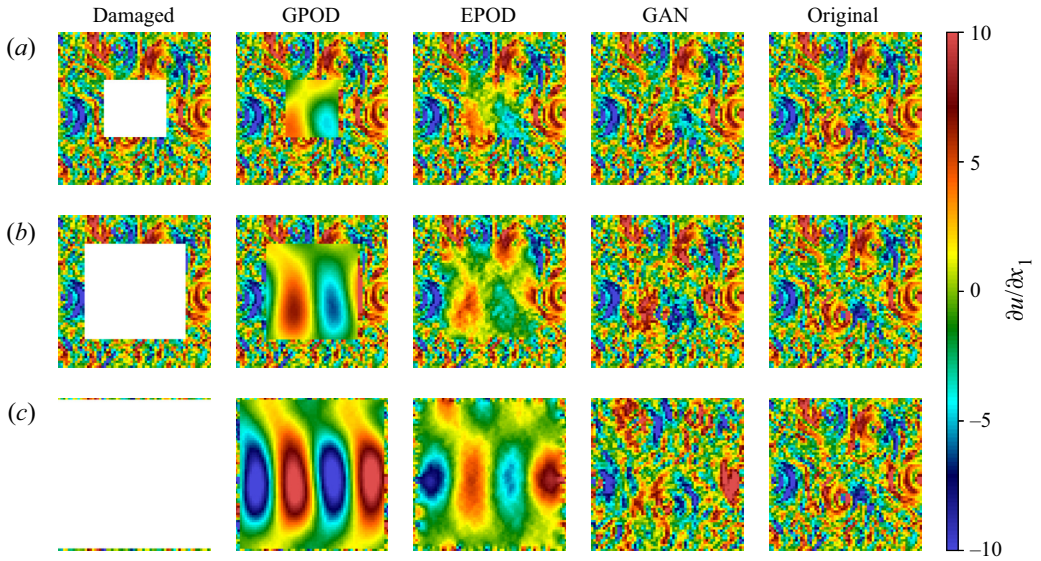 Damaged GPOD EPOD GAN Original
(a)
(b)
(c)
10
5
0
–5
–10
∂u/∂x₁